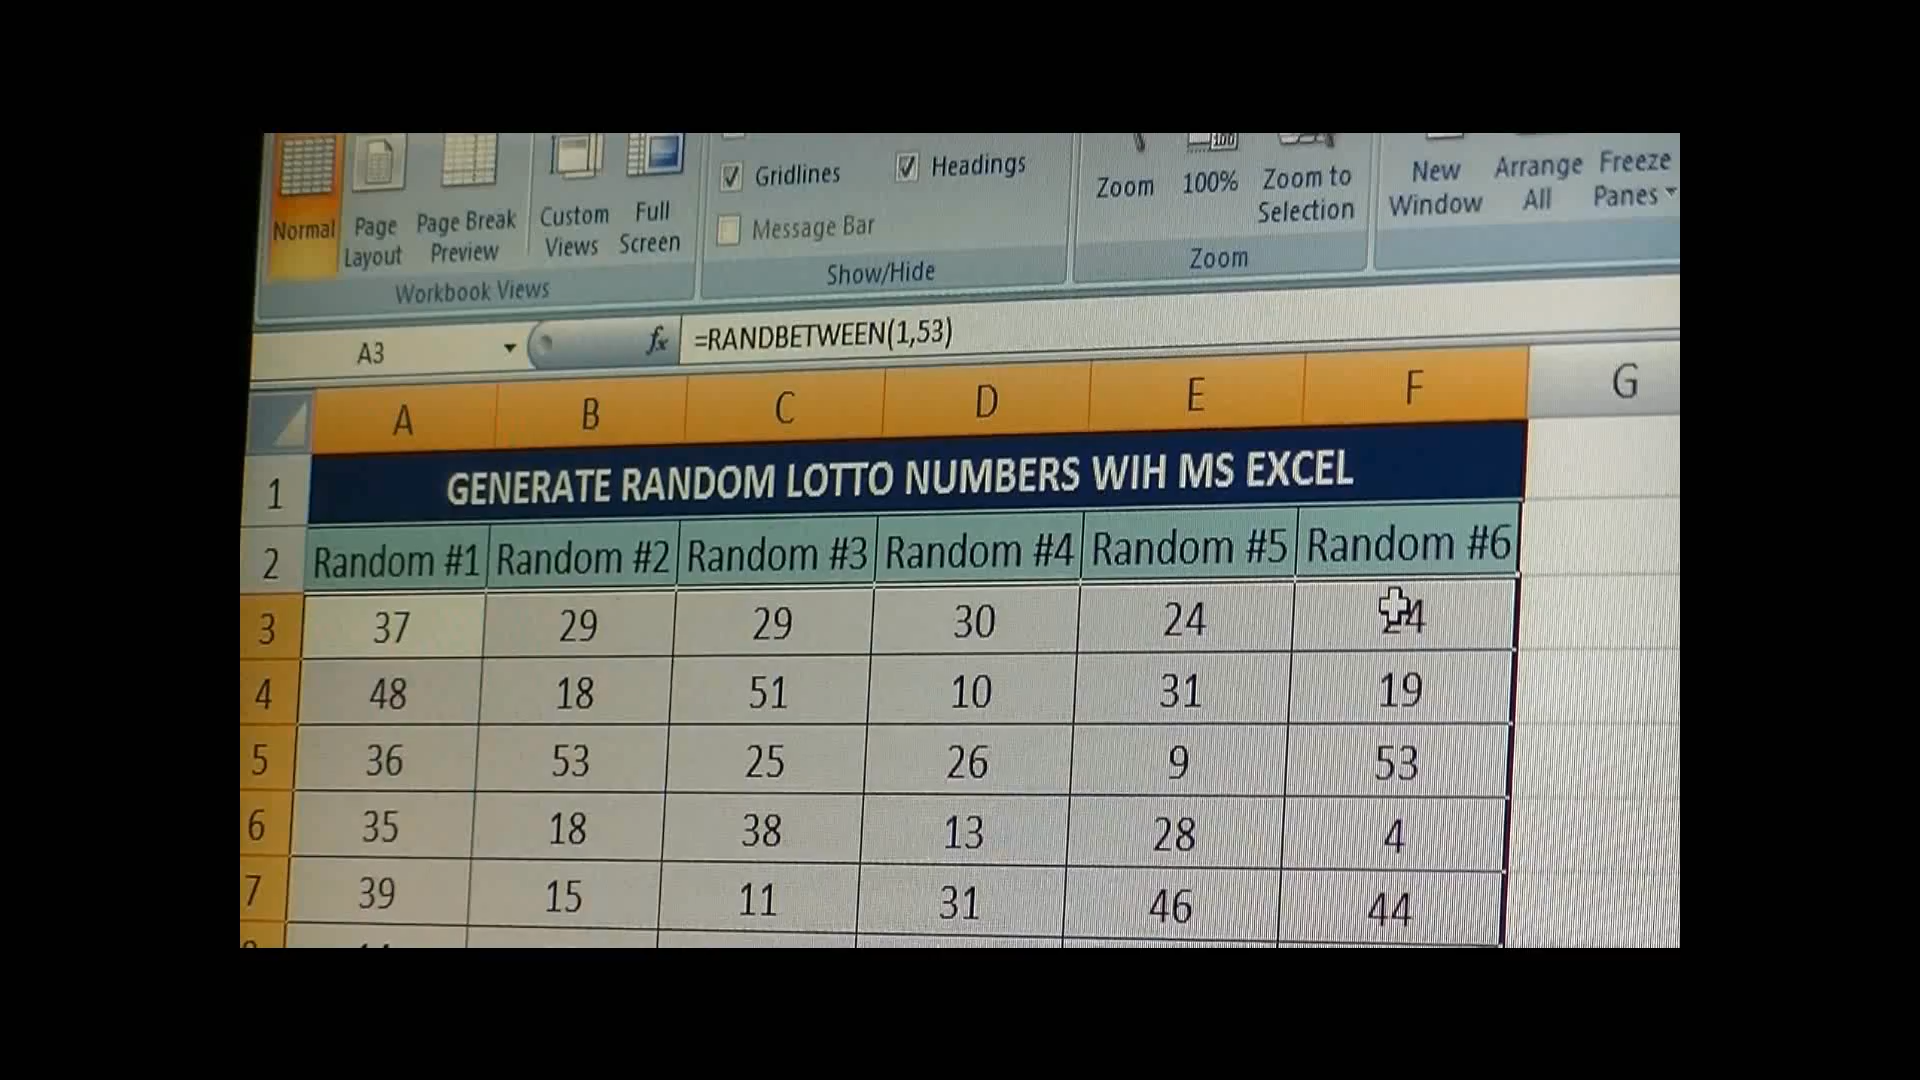 Gridlines Headings
Message Bar
Show/Hide
Normal
Page Layout
Page Break Preview
Workbook Views
Custom Views
Full Screen
Zoom
100%
Zoom to Selection
Zoom
New Window
Arrange All
Freeze Panes
A3 fx =RANDBETWEEN(1,53)
A B C D E F G
1 GENERATE RANDOM LOTTO NUMBERS WIH MS EXCEL
2 Random #1 Random #2 Random #3 Random #4 Random #5 Random #6
3 37 29 29 30 24
4 48 18 51 10 31 19
5 36 53 25 26 9 53
6 35 18 38 13 28 4
7 39 15 11 31 46 44